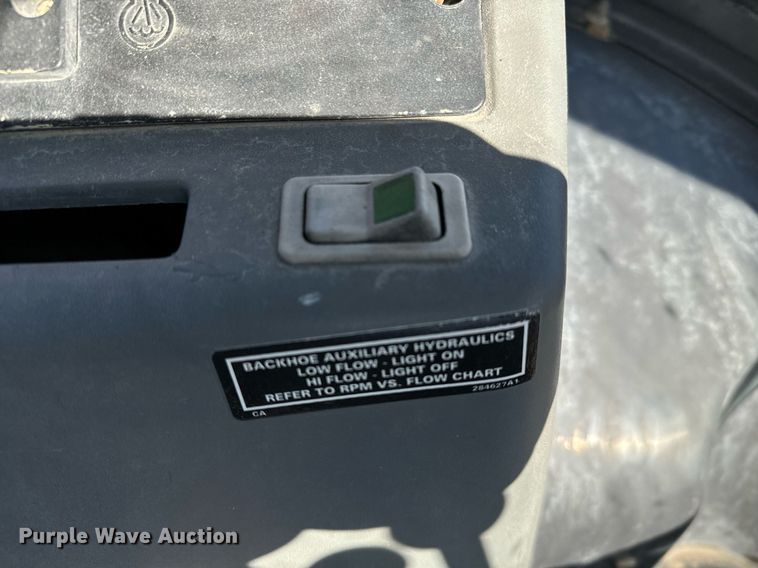 BACKHOE AUXILIARY HYDRAULICS
LOW FLOW - LIGHT ON
HI FLOW - LIGHT OFF
REFER TO RPM VS. FLOW CHART
CA 284627A1
Purple Wave Auction®